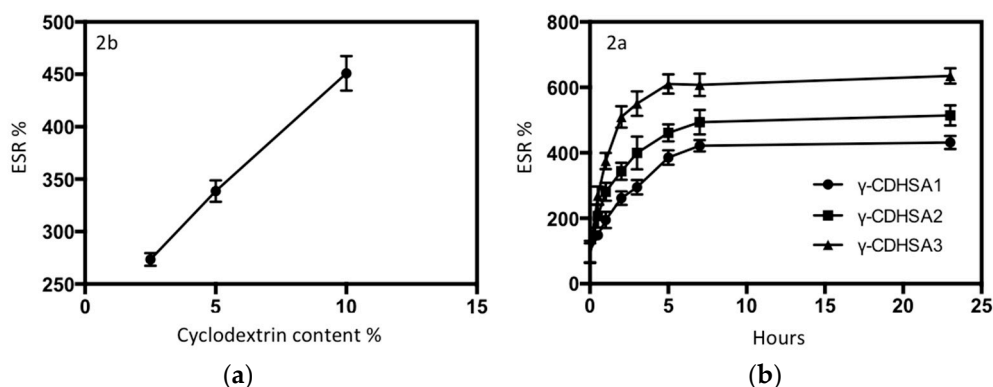 2b
500
450
400
350
300
250
ESR %
0
5
10
15
Cyclodextrin content %
(a)
2a
800
600
400
200
0
ESR %
γ-CDHSA1
γ-CDHSA2
γ-CDHSA3
0
5
10
15
20
25
Hours
(b)